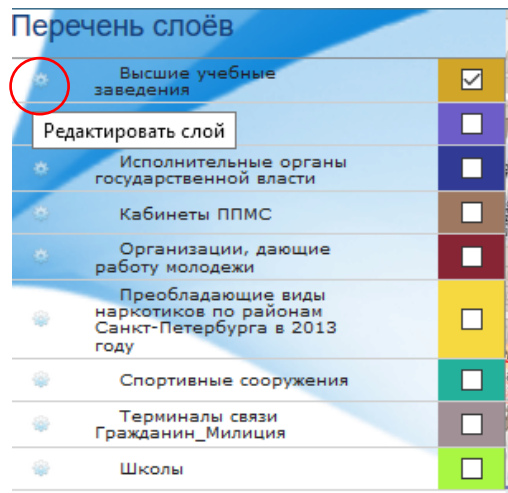 Перечень слоёв
Высшие учебные
заведения
Редактировать слой
Исполнительные органы
государственной власти
Кабинеты ППМС
Организации, дающие
работу молодежи
Преобладающие виды
наркотиков по районам
Санкт-Петербурга в 2013
году
Спортивные сооружения
Терминалы связи
Гражданин_Милиция
Школы